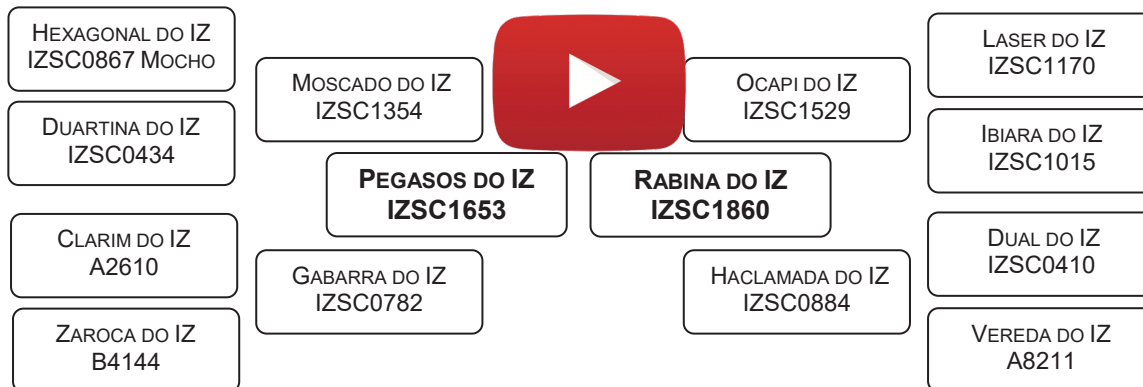 HEXAGONAL DO IZ
IZSC0867 MOCHO
DUARTINA DO IZ
IZSC0434
CLARIM DO IZ
A2610
ZAROCA DO IZ
B4144
MOSCADO DO IZ
IZSC1354
GABARRA DO IZ
IZSC0782
PEGASOS DO IZ
IZSC1653
RABINA DO IZ
IZSC1860
OCAPI DO IZ
IZSC1529
HACLAMADA DO IZ
IZSC0884
LASER DO IZ
IZSC1170
IBIARA DO IZ
IZSC1015
DUAL DO IZ
IZSC0410
VEREDA DO IZ
A8211